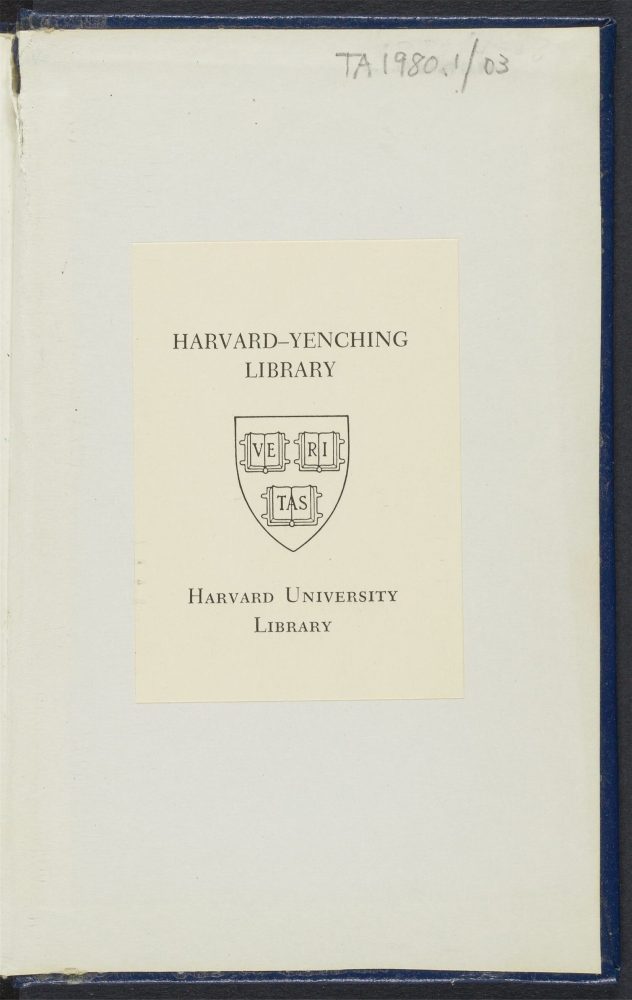 TA 1980.1/03
HARVARD–YENCHING
LIBRARY
VE RI
TAS
HARVARD UNIVERSITY
LIBRARY